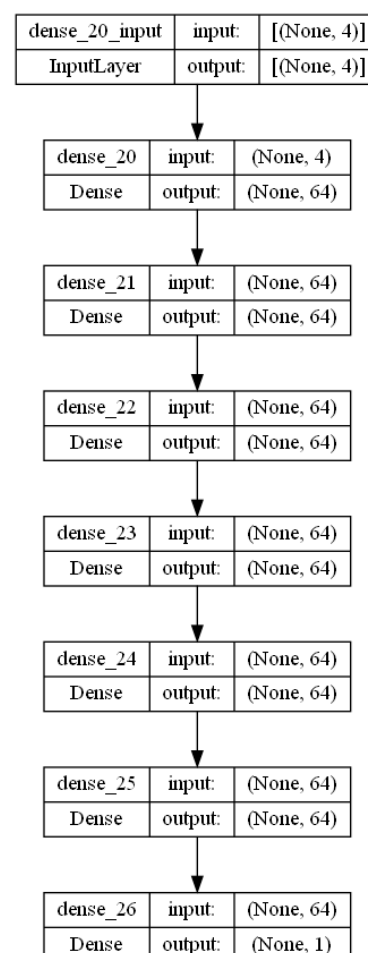 dense_20_input input: [(None, 4)]
InputLayer output: [(None, 4)]
dense_20 input: (None, 4)
Dense output: (None, 64)
dense_21 input: (None, 64)
Dense output: (None, 64)
dense_22 input: (None, 64)
Dense output: (None, 64)
dense_23 input: (None, 64)
Dense output: (None, 64)
dense_24 input: (None, 64)
Dense output: (None, 64)
dense_25 input: (None, 64)
Dense output: (None, 64)
dense_26 input: (None, 64)
Dense output: (None, 1)